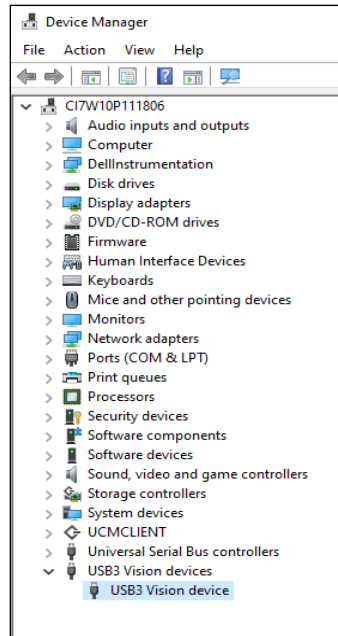 Device Manager
File Action View Help
CI7W10P111806
Audio inputs and outputs
Computer
DellInstrumentation
Disk drives
Display adapters
DVD/CD-ROM drives
Firmware
Human Interface Devices
Keyboards
Mice and other pointing devices
Monitors
Network adapters
Ports (COM & LPT)
Print queues
Processors
Security devices
Software components
Software devices
Sound, video and game controllers
Storage controllers
System devices
UCMCLIENT
Universal Serial Bus controllers
USB3 Vision devices
USB3 Vision device